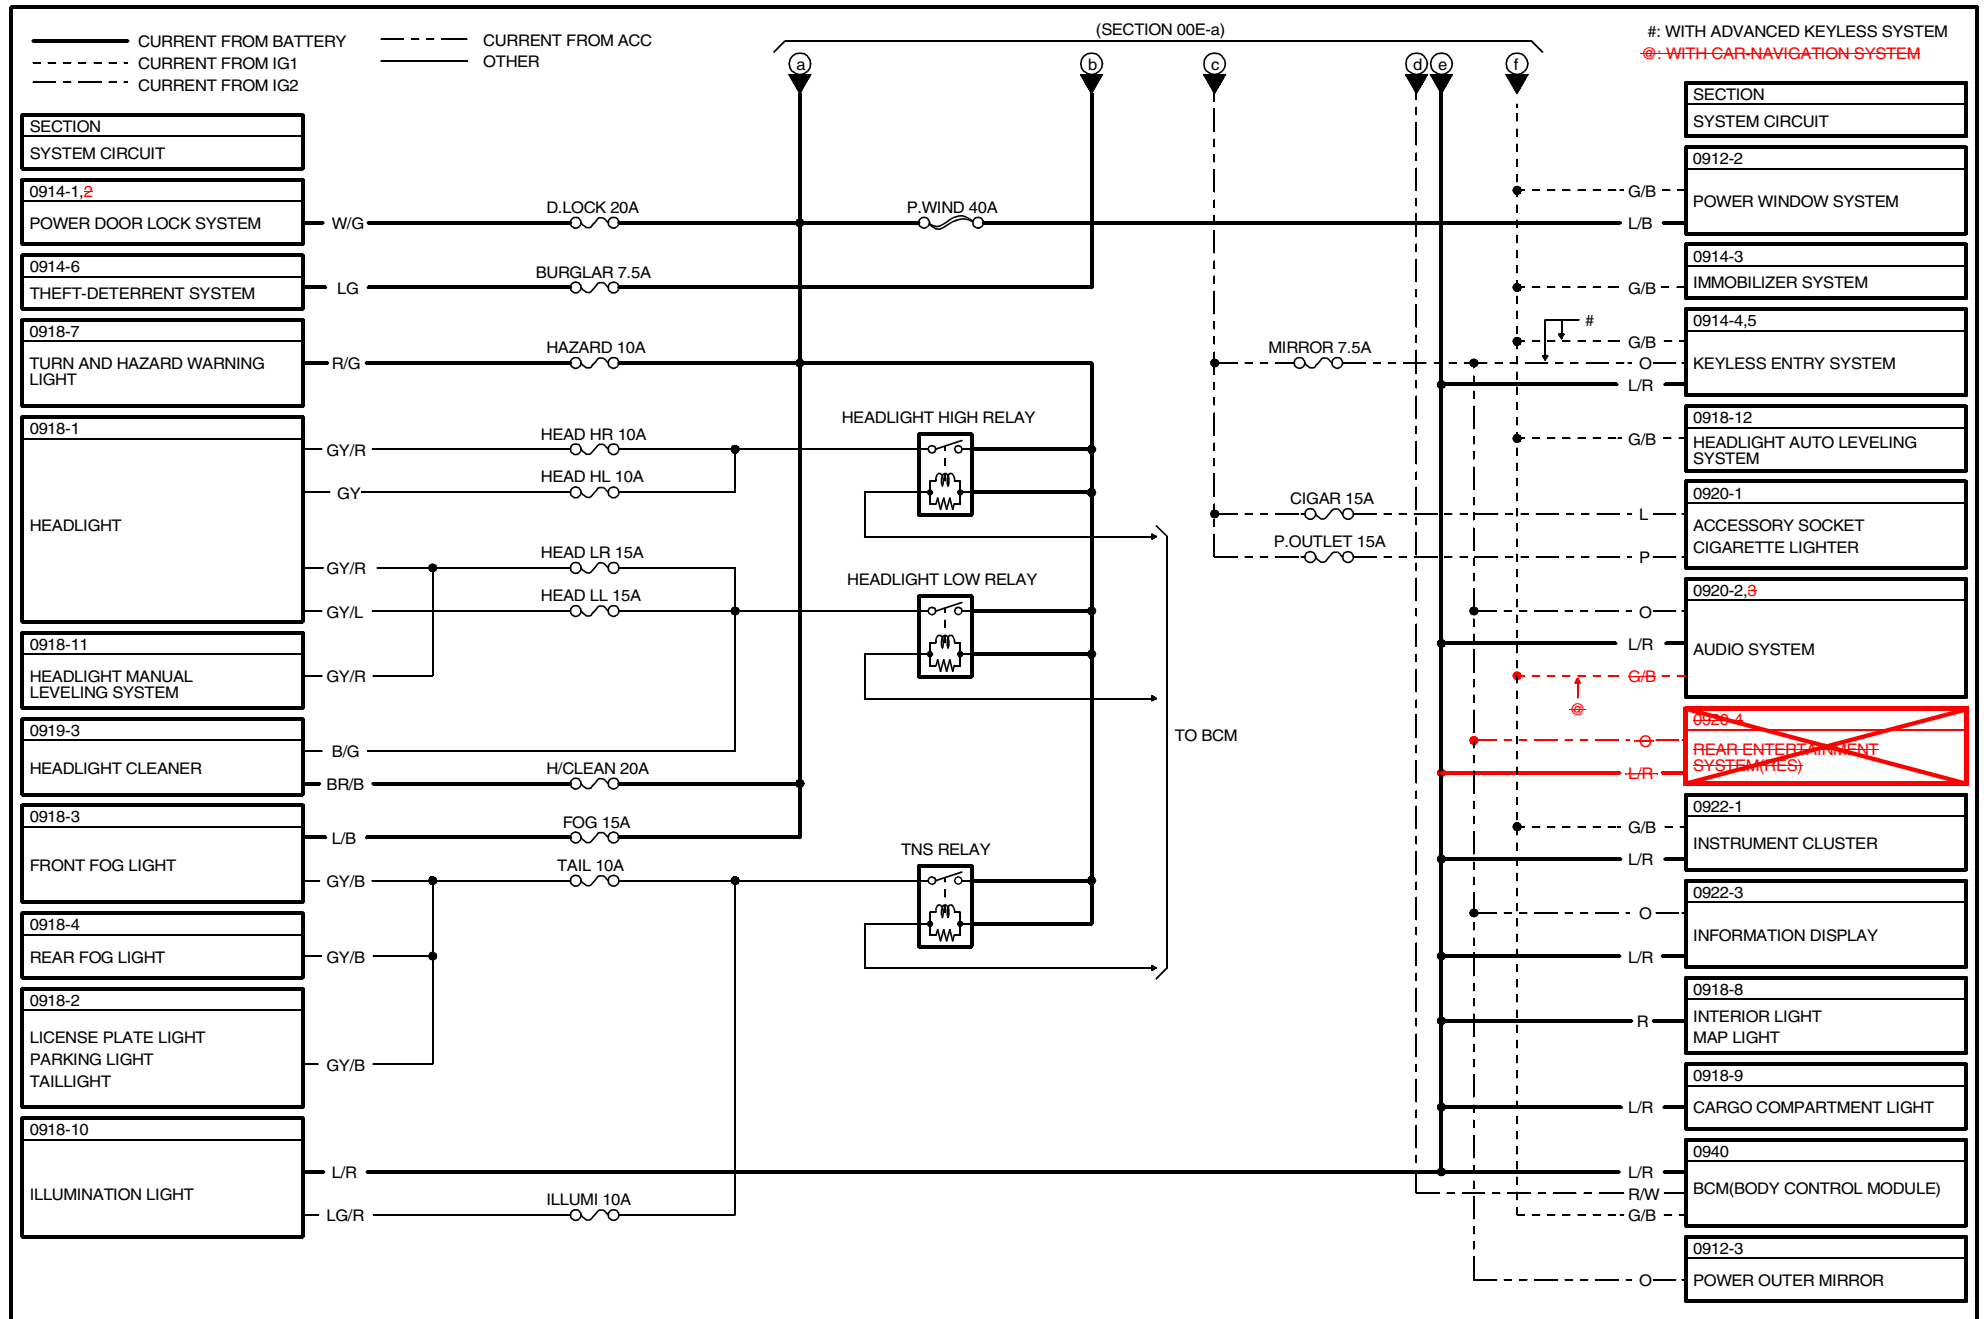 CURRENT FROM BATTERY
CURRENT FROM IG1
CURRENT FROM IG2
CURRENT FROM ACC
OTHER
(SECTION 00E-a)
#: WITH ADVANCED KEYLESS SYSTEM
@: WITH CAR-NAVIGATION SYSTEM
a
b
c
d
e
f
SECTION
SYSTEM CIRCUIT
0914-1,2
POWER DOOR LOCK SYSTEM
W/G
D.LOCK 20A
P.WIND 40A
0914-6
THEFT-DETERRENT SYSTEM
LG
BURGLAR 7.5A
0918-7
TURN AND HAZARD WARNING
LIGHT
R/G
HAZARD 10A
0918-1
HEADLIGHT
GY/R
HEAD HR 10A
GY
HEAD HL 10A
GY/R
HEAD LR 15A
GY/L
HEAD LL 15A
HEADLIGHT HIGH RELAY
HEADLIGHT LOW RELAY
TO BCM
0918-11
HEADLIGHT MANUAL
LEVELING SYSTEM
GY/R
0919-3
HEADLIGHT CLEANER
B/G
BR/B
H/CLEAN 20A
0918-3
FRONT FOG LIGHT
L/B
FOG 15A
GY/B
TAIL 10A
TNS RELAY
0918-4
REAR FOG LIGHT
GY/B
0918-2
LICENSE PLATE LIGHT
PARKING LIGHT
TAILLIGHT
GY/B
0918-10
ILLUMINATION LIGHT
L/R
LG/R
ILLUMI 10A
MIRROR 7.5A
CIGAR 15A
P.OUTLET 15A
SECTION
SYSTEM CIRCUIT
0912-2
POWER WINDOW SYSTEM
G/B
L/B
0914-3
IMMOBILIZER SYSTEM
G/B
#
0914-4,5
KEYLESS ENTRY SYSTEM
G/B
O
L/R
0918-12
HEADLIGHT AUTO LEVELING
SYSTEM
G/B
0920-1
ACCESSORY SOCKET
CIGARETTE LIGHTER
L
P
0920-2,3
AUDIO SYSTEM
O
L/R
G/B
@
0920-4
REAR ENTERTAINMENT
SYSTEM(RES)
O
L/R
0922-1
INSTRUMENT CLUSTER
G/B
L/R
0922-3
INFORMATION DISPLAY
O
L/R
0918-8
INTERIOR LIGHT
MAP LIGHT
R
0918-9
CARGO COMPARTMENT LIGHT
L/R
0940
BCM(BODY CONTROL MODULE)
L/R
R/W
G/B
0912-3
POWER OUTER MIRROR
O